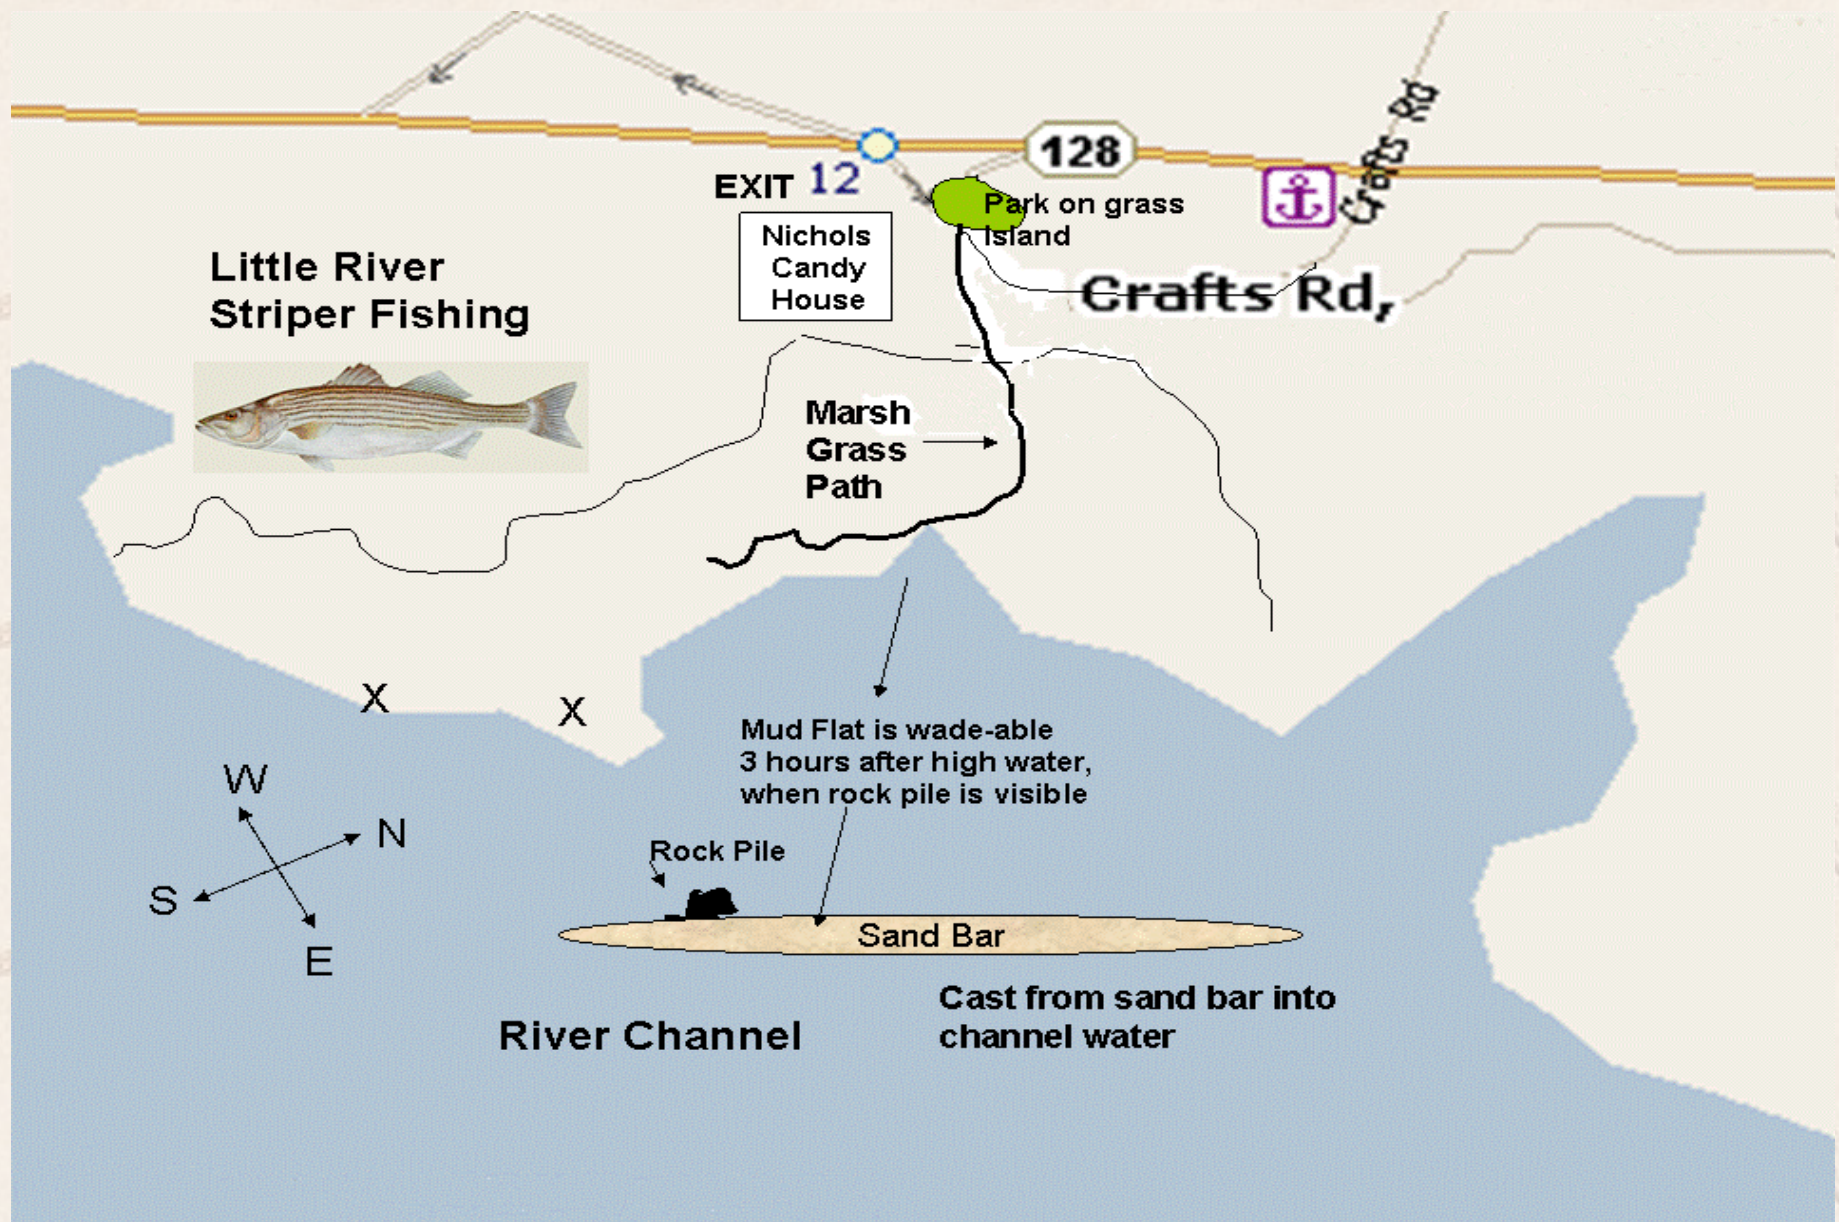 Crafts Rd
128
EXIT 12
Park on grass
Island
Nichols
Candy
House
Little River
Striper Fishing
Crafts Rd,
Marsh
Grass
Path
X
X
Mud Flat is wade-able
3 hours after high water,
when rock pile is visible
W
N
S
E
Rock Pile
Sand Bar
Cast from sand bar into
channel water
River Channel